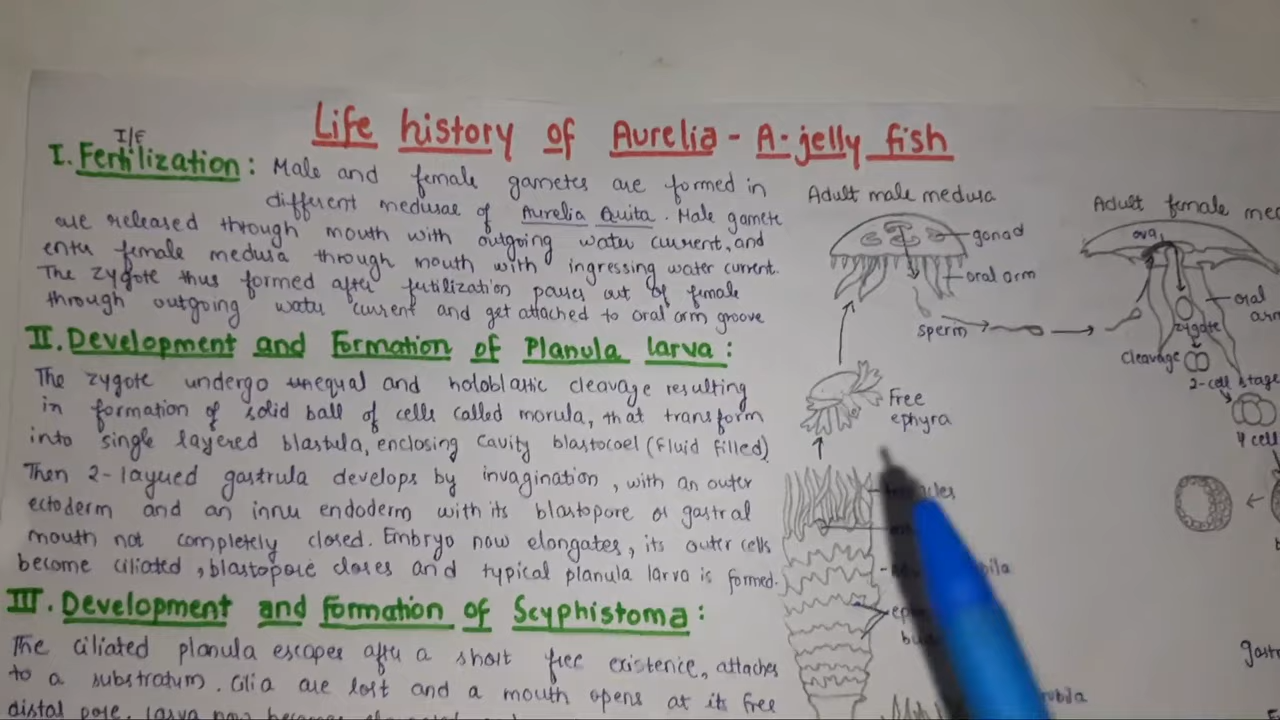 Life history of Aurelia - A - jelly fish
I/F
I. Fertilization : Male and female gametes are formed in
different medusae of Aurelia Aurita. Male gamete
are released through mouth with outgoing water current, and
enter female medusa through mouth with ingressing water current.
The zygote thus formed after fertilization passes out of female
through outgoing water current and get attached to oral arm groove
II. Development and Formation of Planula larva :
The zygote undergo unequal and holoblastic cleavage resulting
in formation of solid ball of cells called morula, that transform
into single layered blastula, enclosing cavity blastocoel (fluid filled).
Then 2-layered gastrula develops by invagination, with an outer
ectoderm and an inner endoderm with its blastopore or gastral
mouth not completely closed. Embryo now elongates, its outer cells
become ciliated, blastopore closes and typical planula larva is formed.
III. Development and Formation of Scyphistoma :
The ciliated planula escapes after a short free existence, attaches
to a substratum. Cilia are lost and a mouth opens at its free
distal pole. Larva now becomes
Adult male medusa
gonad
oral arm
sperm
Free
ephyra
Adult female
ova
oral
zygote
cleavage
2-cell stage
4 cell